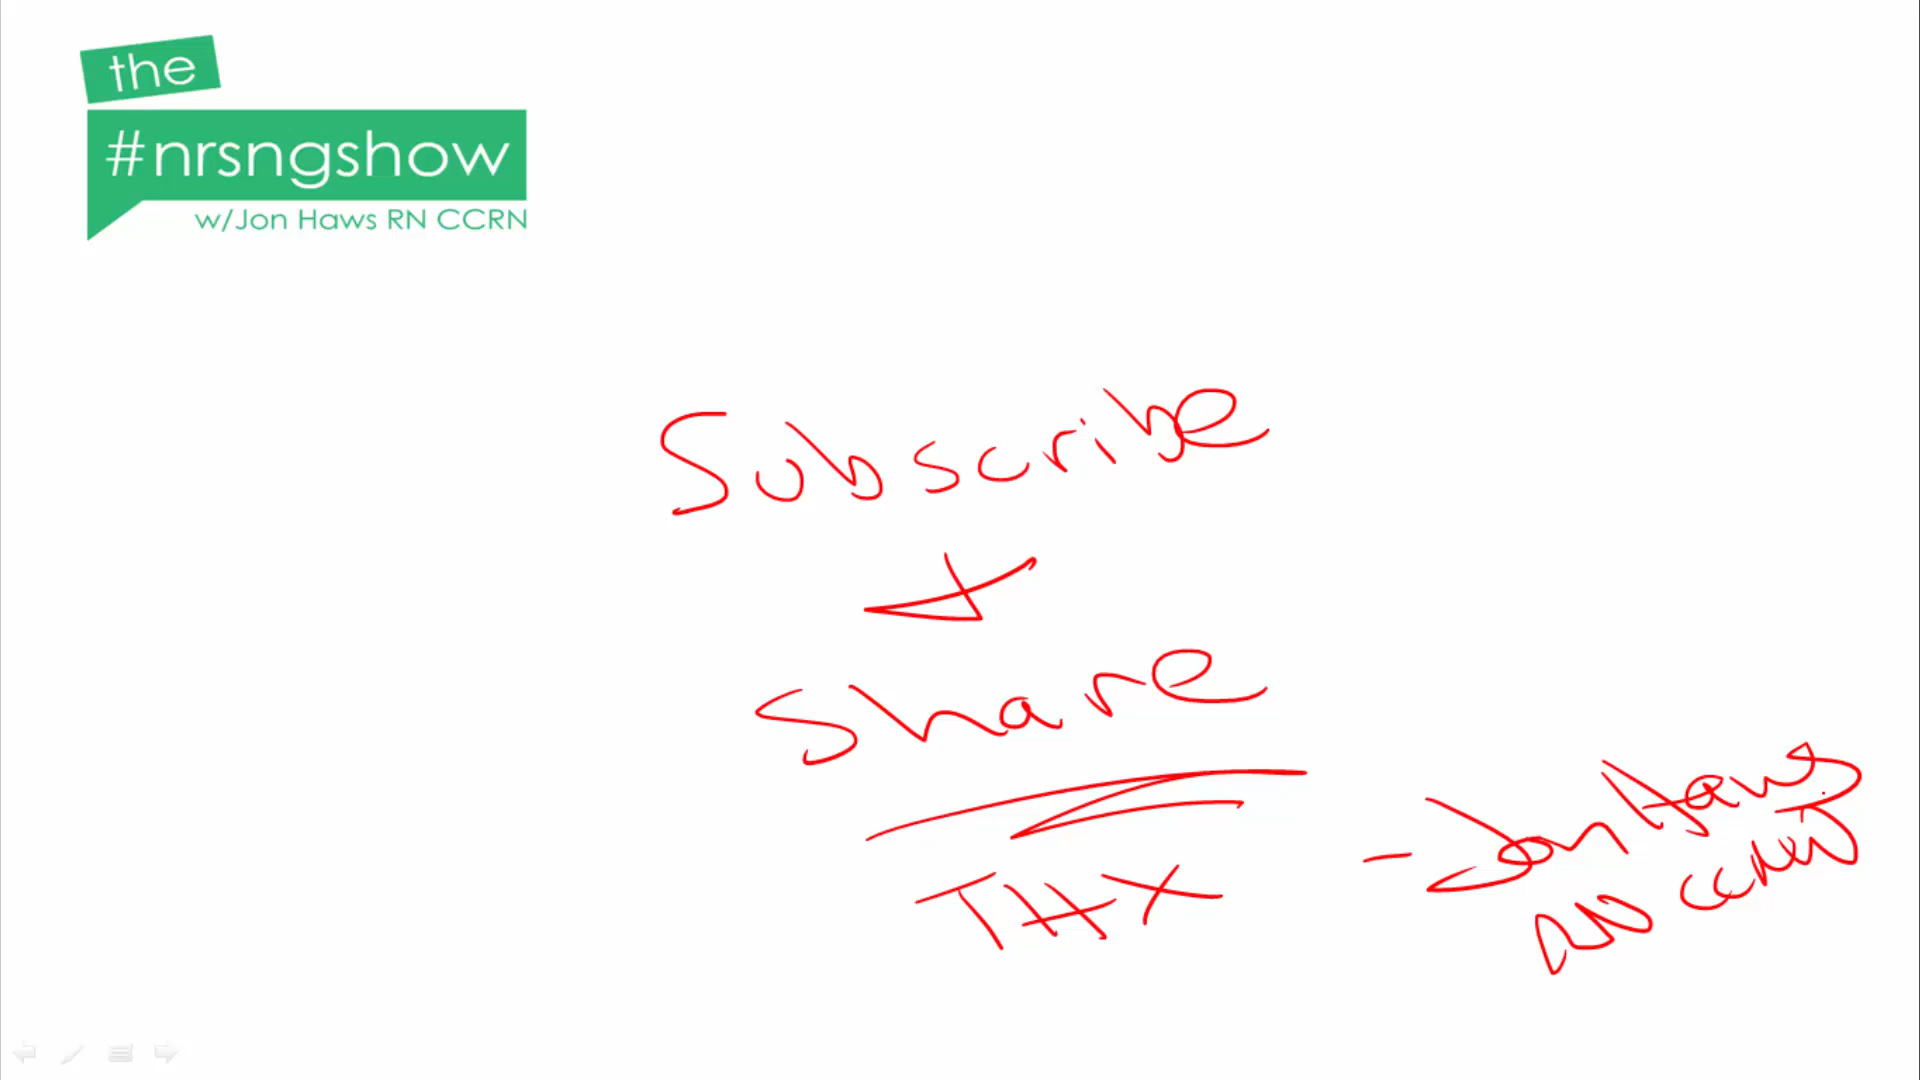 the
#nrsngshow
w/Jon Haws RN CCRN
Subscribe
+
Share
THX
- Jon Haws
RN CCRN